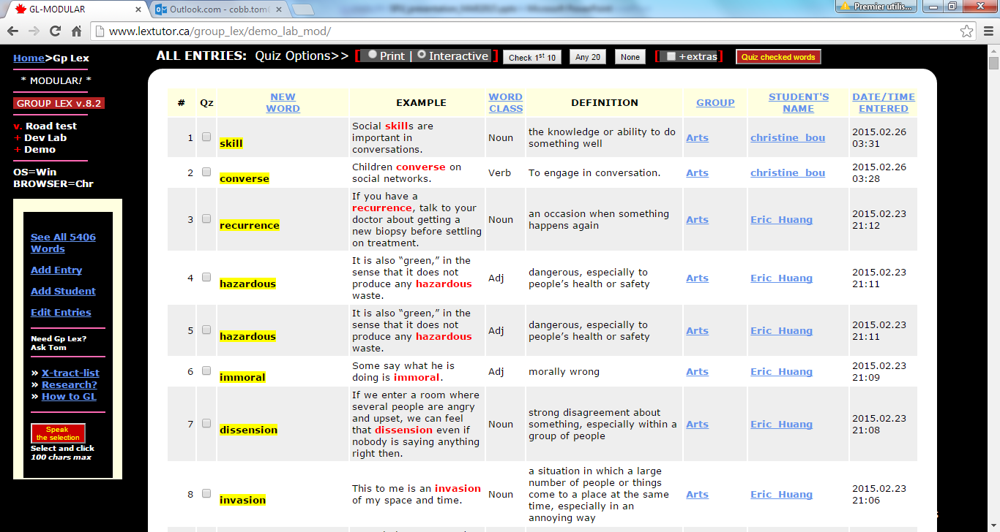 GL-MODULAR
Outlook.com - cobb.tom
Premier utilis...
www.lextutor.ca/group_lex/demo_lab_mod/
Home>Gp Lex
* MODULAR! *
GROUP LEX v.8.2
v. Road test
+ Dev Lab
+ Demo
OS=Win
BROWSER=Chr
See All 5406
Words
Add Entry
Add Student
Edit Entries
Need Gp Lex?
Ask Tom
» X-tract-list
» Research?
» How to GL
Speak
the selection
Select and click
100 chars max
ALL ENTRIES: Quiz Options>> [ Print | Interactive ] Check 1st 10 Any 20 None [ +extras ] Quiz checked words
# Qz NEW WORD EXAMPLE WORD CLASS DEFINITION GROUP STUDENT'S NAME DATE/TIME ENTERED
1 skill
Social skills are
important in
conversations.
Noun
the knowledge or ability to do
something well
Arts
christine_bou
2015.02.26
03:31
2 converse
Children converse on
social networks.
Verb
To engage in conversation.
Arts
christine_bou
2015.02.26
03:28
3 recurrence
If you have a
recurrence, talk to your
doctor about getting a
new biopsy before settling
on treatment.
Noun
an occasion when something
happens again
Arts
Eric_Huang
2015.02.23
21:12
4 hazardous
It is also “green,” in the
sense that it does not
produce any hazardous
waste.
Adj
dangerous, especially to
people’s health or safety
Arts
Eric_Huang
2015.02.23
21:11
5 hazardous
It is also “green,” in the
sense that it does not
produce any hazardous
waste.
Adj
dangerous, especially to
people’s health or safety
Arts
Eric_Huang
2015.02.23
21:11
6 immoral
Some say what he is
doing is immoral.
Adj
morally wrong
Arts
Eric_Huang
2015.02.23
21:09
7 dissension
If we enter a room where
several people are angry
and upset, we can feel
that dissension even if
nobody is saying anything
right then.
Noun
strong disagreement about
something, especially within a
group of people
Arts
Eric_Huang
2015.02.23
21:08
8 invasion
This to me is an invasion
of my space and time.
Noun
a situation in which a large
number of people or things
come to a place at the same
time, especially in an
annoying way
Arts
Eric_Huang
2015.02.23
21:06